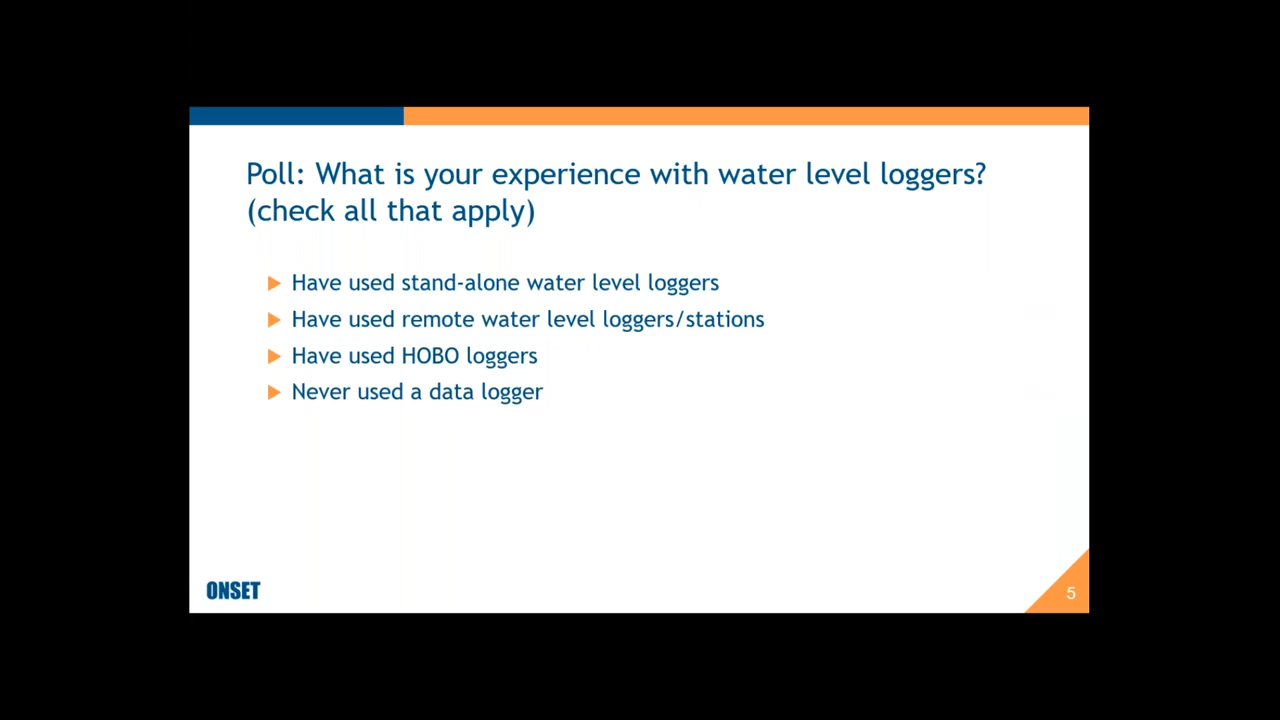 Poll: What is your experience with water level loggers?
(check all that apply)
Have used stand-alone water level loggers
Have used remote water level loggers/stations
Have used HOBO loggers
Never used a data logger
ONSET
5